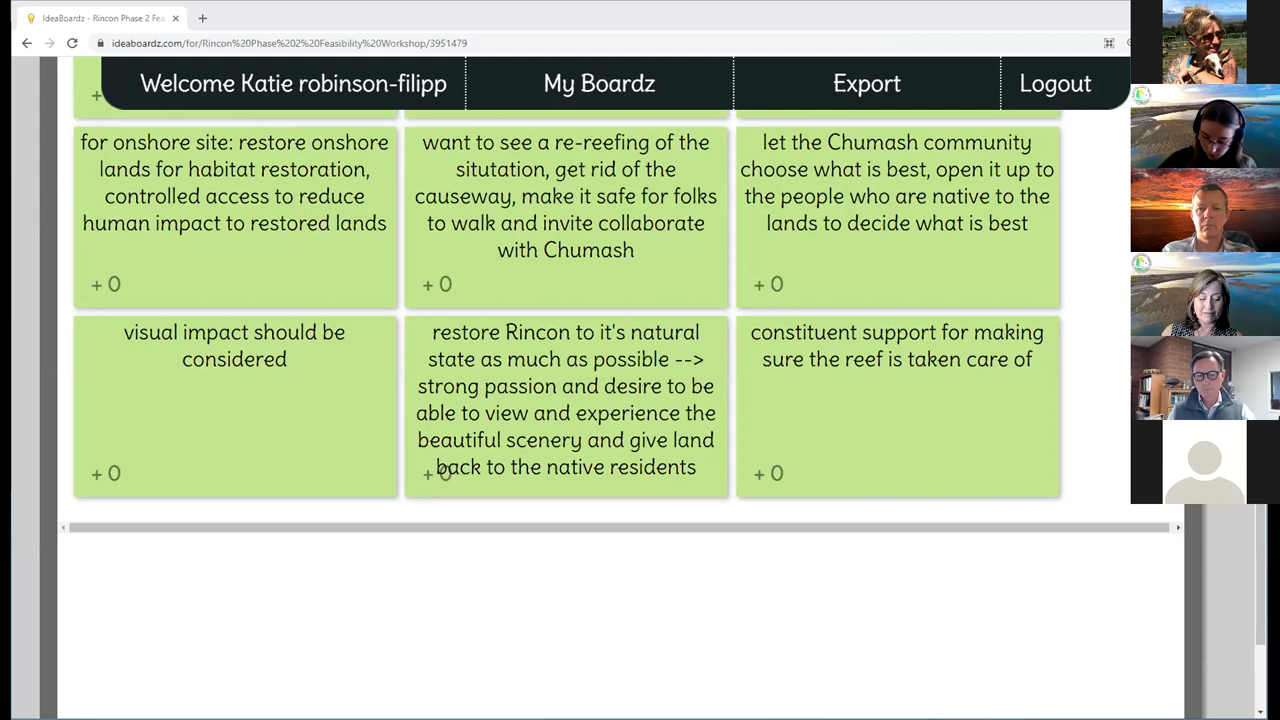 IdeaBoardz - Rincon Phase 2 Fea
ideaboardz.com/for/Rincon%20Phase%202%20Feasibility%20Workshop/3951479
Welcome Katie robinson-filipp
My Boardz
Export
Logout
+
for onshore site: restore onshore
lands for habitat restoration,
controlled access to reduce
human impact to restored lands
+ 0
want to see a re-reefing of the
situtation, get rid of the
causeway, make it safe for folks
to walk and invite collaborate
with Chumash
+ 0
let the Chumash community
choose what is best, open it up to
the people who are native to the
lands to decide what is best
+ 0
visual impact should be
considered
+ 0
restore Rincon to it's natural
state as much as possible -->
strong passion and desire to be
able to view and experience the
beautiful scenery and give land
back to the native residents
+ 0
constituent support for making
sure the reef is taken care of
+ 0